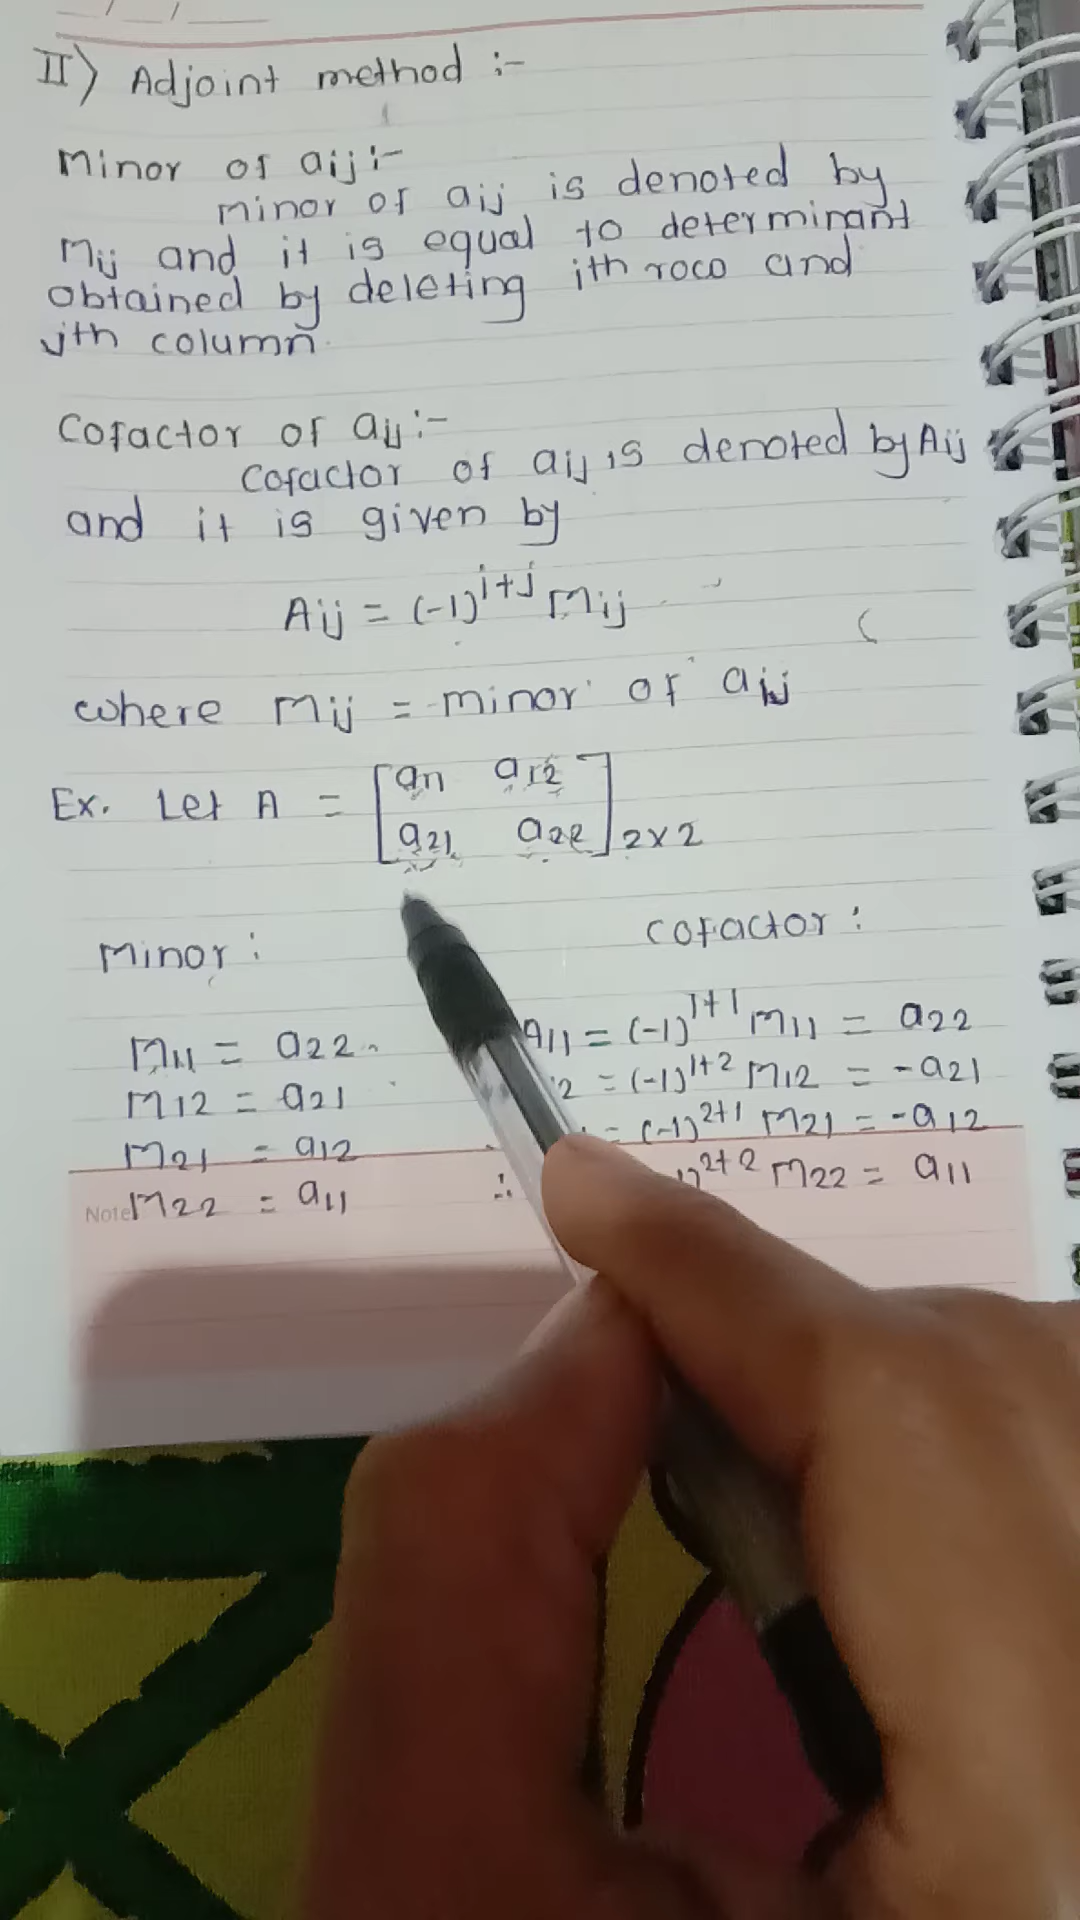 II) Adjoint method :-
Minor of aij :-
minor of aij is denoted by
Mij and it is equal to determinant
obtained by deleting ith row and
jth column.
Cofactor of aij :-
Cofactor of aij is denoted by Aij
and it is given by
Aij = (-1)^i+j Mij
where Mij = minor of aij
Ex. Let A = [a11 a12
a21 a22] 2x2
Minor :
Cofactor :
M11 = a22
A11 = (-1)^1+1 M11 = a22
M12 = a21
2 = (-1)^1+2 M12 = -a21
M21 = a12
= (-1)^2+1 M21 = -a12
Note M22 = a11
∴ 1)^2+2 M22 = a11